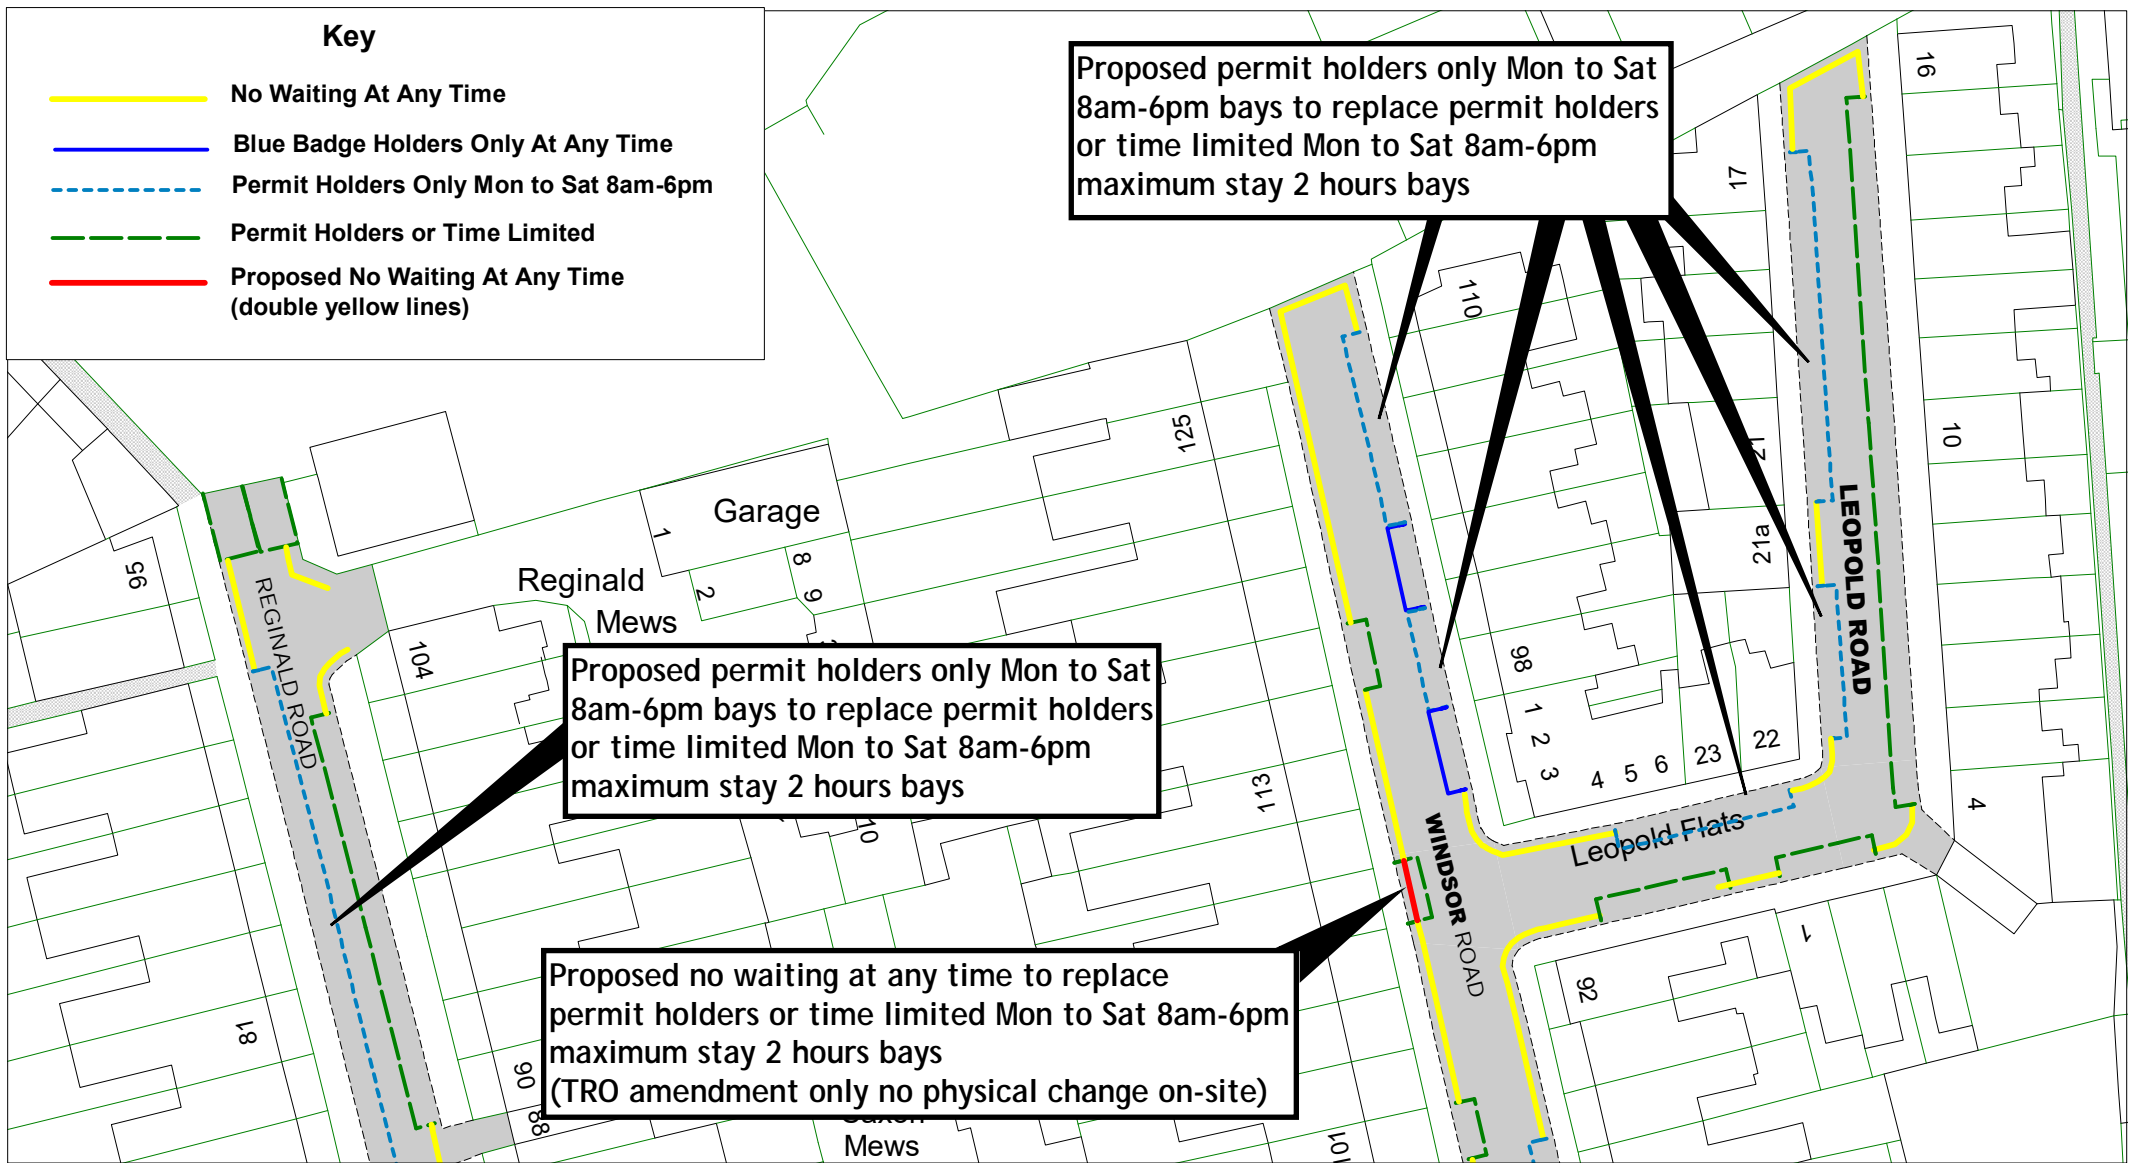 Key
No Waiting At Any Time
Blue Badge Holders Only At Any Time
Permit Holders Only Mon to Sat 8am-6pm
Permit Holders or Time Limited
Proposed No Waiting At Any Time
(double yellow lines)
Proposed permit holders only Mon to Sat
8am-6pm bays to replace permit holders
or time limited Mon to Sat 8am-6pm
maximum stay 2 hours bays
16
17
110
125
10
21
21a
LEOPOLD ROAD
Garage
1
2
8
9
Reginald
Mews
95
REGINALD ROAD
104
98
1
2
3
4
5
6
23
22
Proposed permit holders only Mon to Sat
8am-6pm bays to replace permit holders
or time limited Mon to Sat 8am-6pm
maximum stay 2 hours bays
113
10
4
WINDSOR ROAD
Leopold Flats
1
92
Proposed no waiting at any time to replace
permit holders or time limited Mon to Sat 8am-6pm
maximum stay 2 hours bays
(TRO amendment only no physical change on-site)
81
90
88
Mews
101